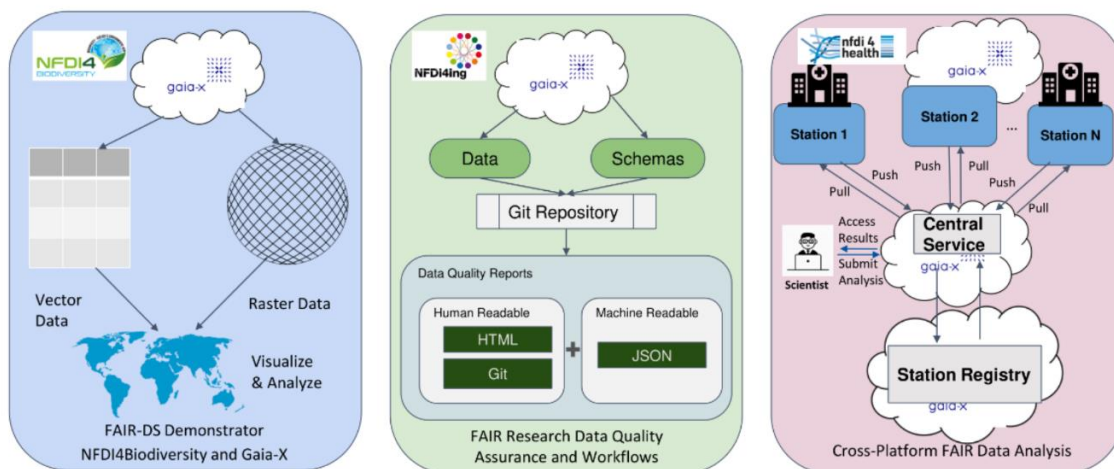 NFDI4
BIODIVERSITY
gaia-x
Vector
Data
Raster Data
Visualize
& Analyze
FAIR-DS Demonstrator
NFDI4Biodiversity and Gaia-X
NFDI4Ing
gaia-x
Data
Schemas
Git Repository
Data Quality Reports
Human Readable
HTML
Git
Machine Readable
JSON
FAIR Research Data Quality
Assurance and Workflows
nfdi 4
health
gaia-x
Station 1
Station 2
...
Station N
Push
Pull
Push
Pull
Push
Pull
Access
Results
Submit
Analysis
Scientist
Central
Service
gaia-x
Station Registry
gaia-x
Cross-Platform FAIR Data Analysis